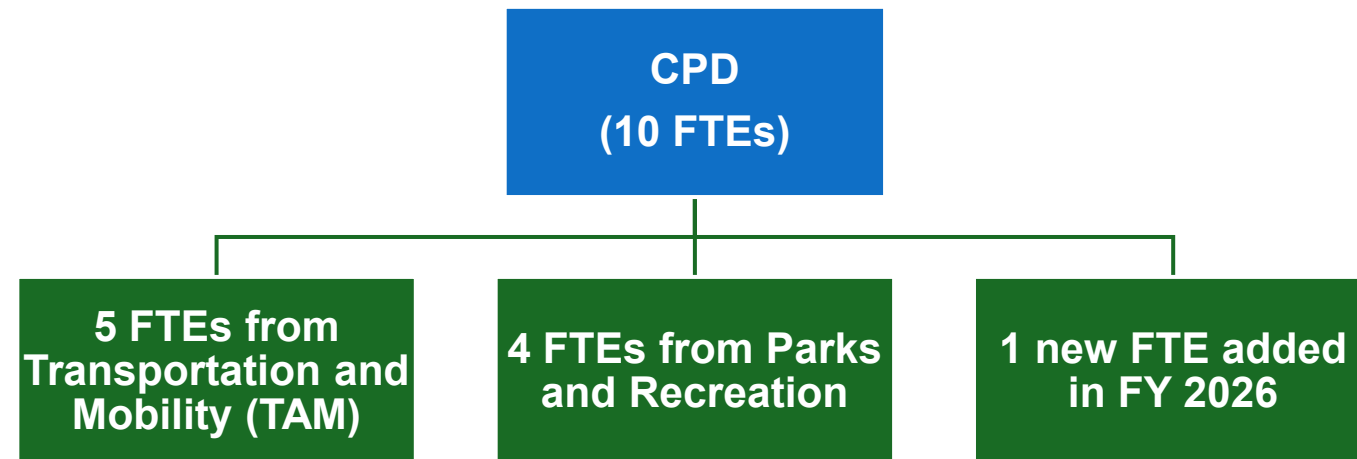 CPD
(10 FTEs)
5 FTEs from
Transportation and
Mobility (TAM)
4 FTEs from Parks
and Recreation
1 new FTE added
in FY 2026